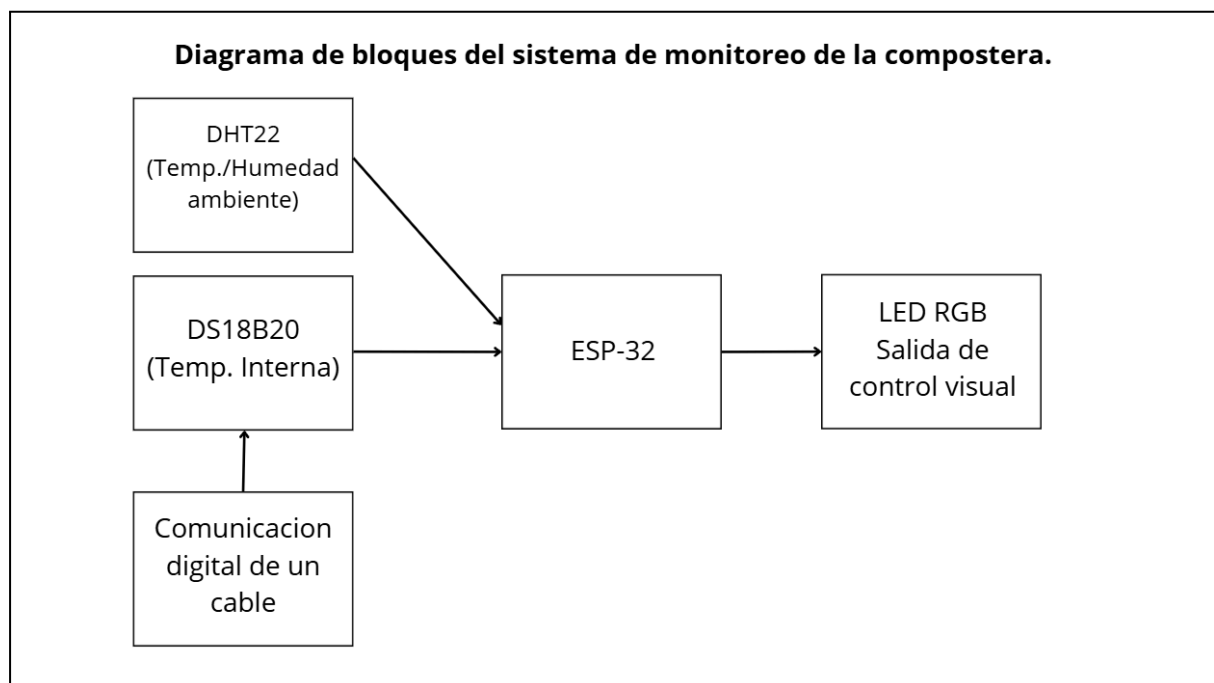 Diagrama de bloques del sistema de monitoreo de la compostera.
DHT22
(Temp./Humedad
ambiente)
DS18B20
(Temp. Interna)
Comunicacion
digital de un
cable
ESP-32
LED RGB
Salida de
control visual